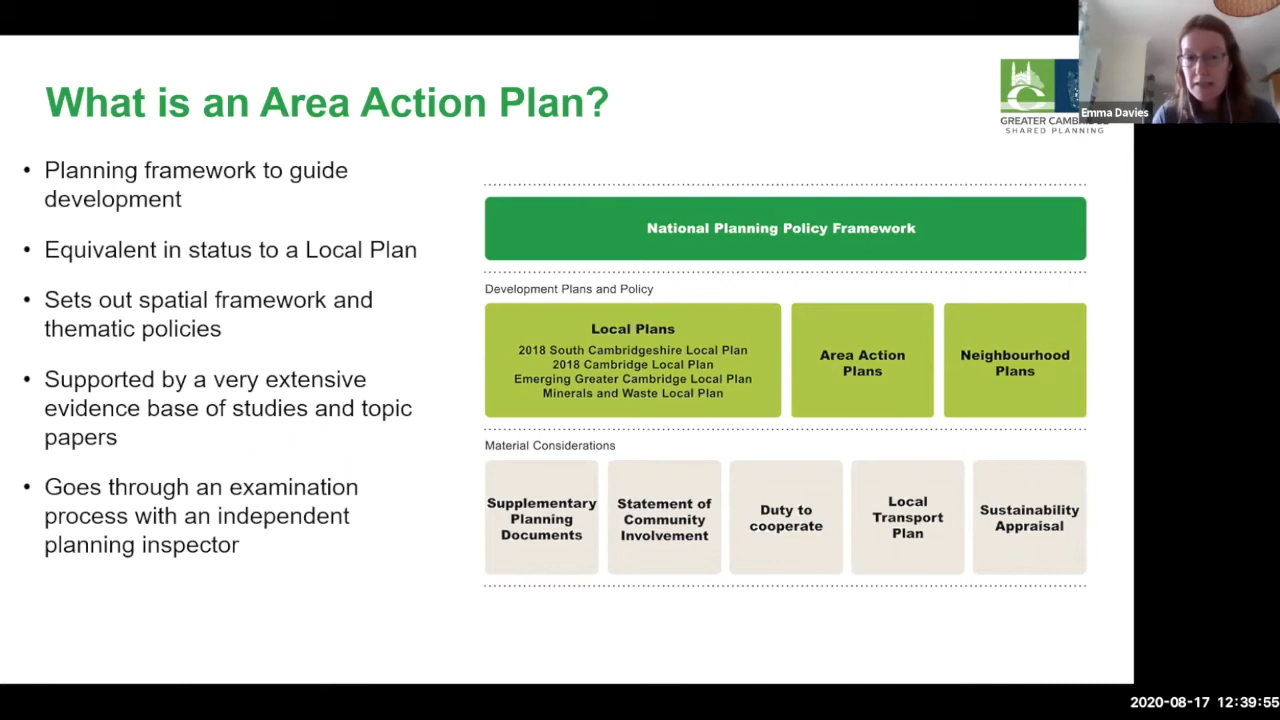 What is an Area Action Plan?
GREATER CAMBRIDGE
SHARED PLANNING
Emma Davies
• Planning framework to guide
development
• Equivalent in status to a Local Plan
• Sets out spatial framework and
thematic policies
• Supported by a very extensive
evidence base of studies and topic
papers
• Goes through an examination
process with an independent
planning inspector
National Planning Policy Framework
Development Plans and Policy
Local Plans
2018 South Cambridgeshire Local Plan
2018 Cambridge Local Plan
Emerging Greater Cambridge Local Plan
Minerals and Waste Local Plan
Area Action
Plans
Neighbourhood
Plans
Material Considerations
Supplementary
Planning
Documents
Statement of
Community
Involvement
Duty to
cooperate
Local
Transport
Plan
Sustainability
Appraisal
2020-08-17 12:39:55